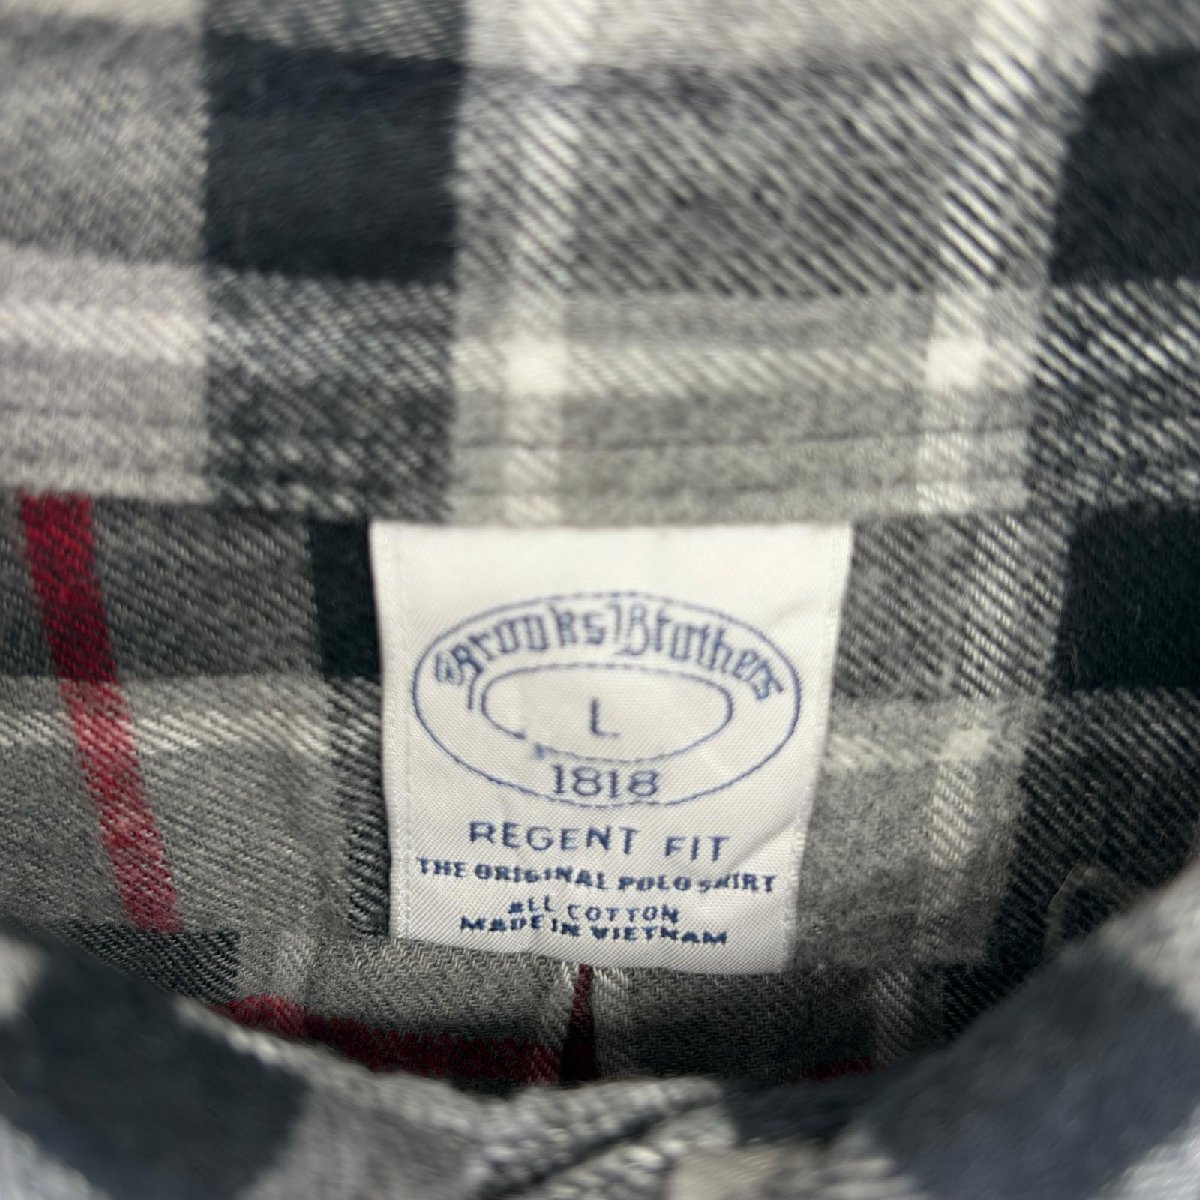 Brooks Brothers
L
1818
REGENT FIT
THE ORIGINAL POLO SHIRT
ALL COTTON
MADE IN VIETNAM